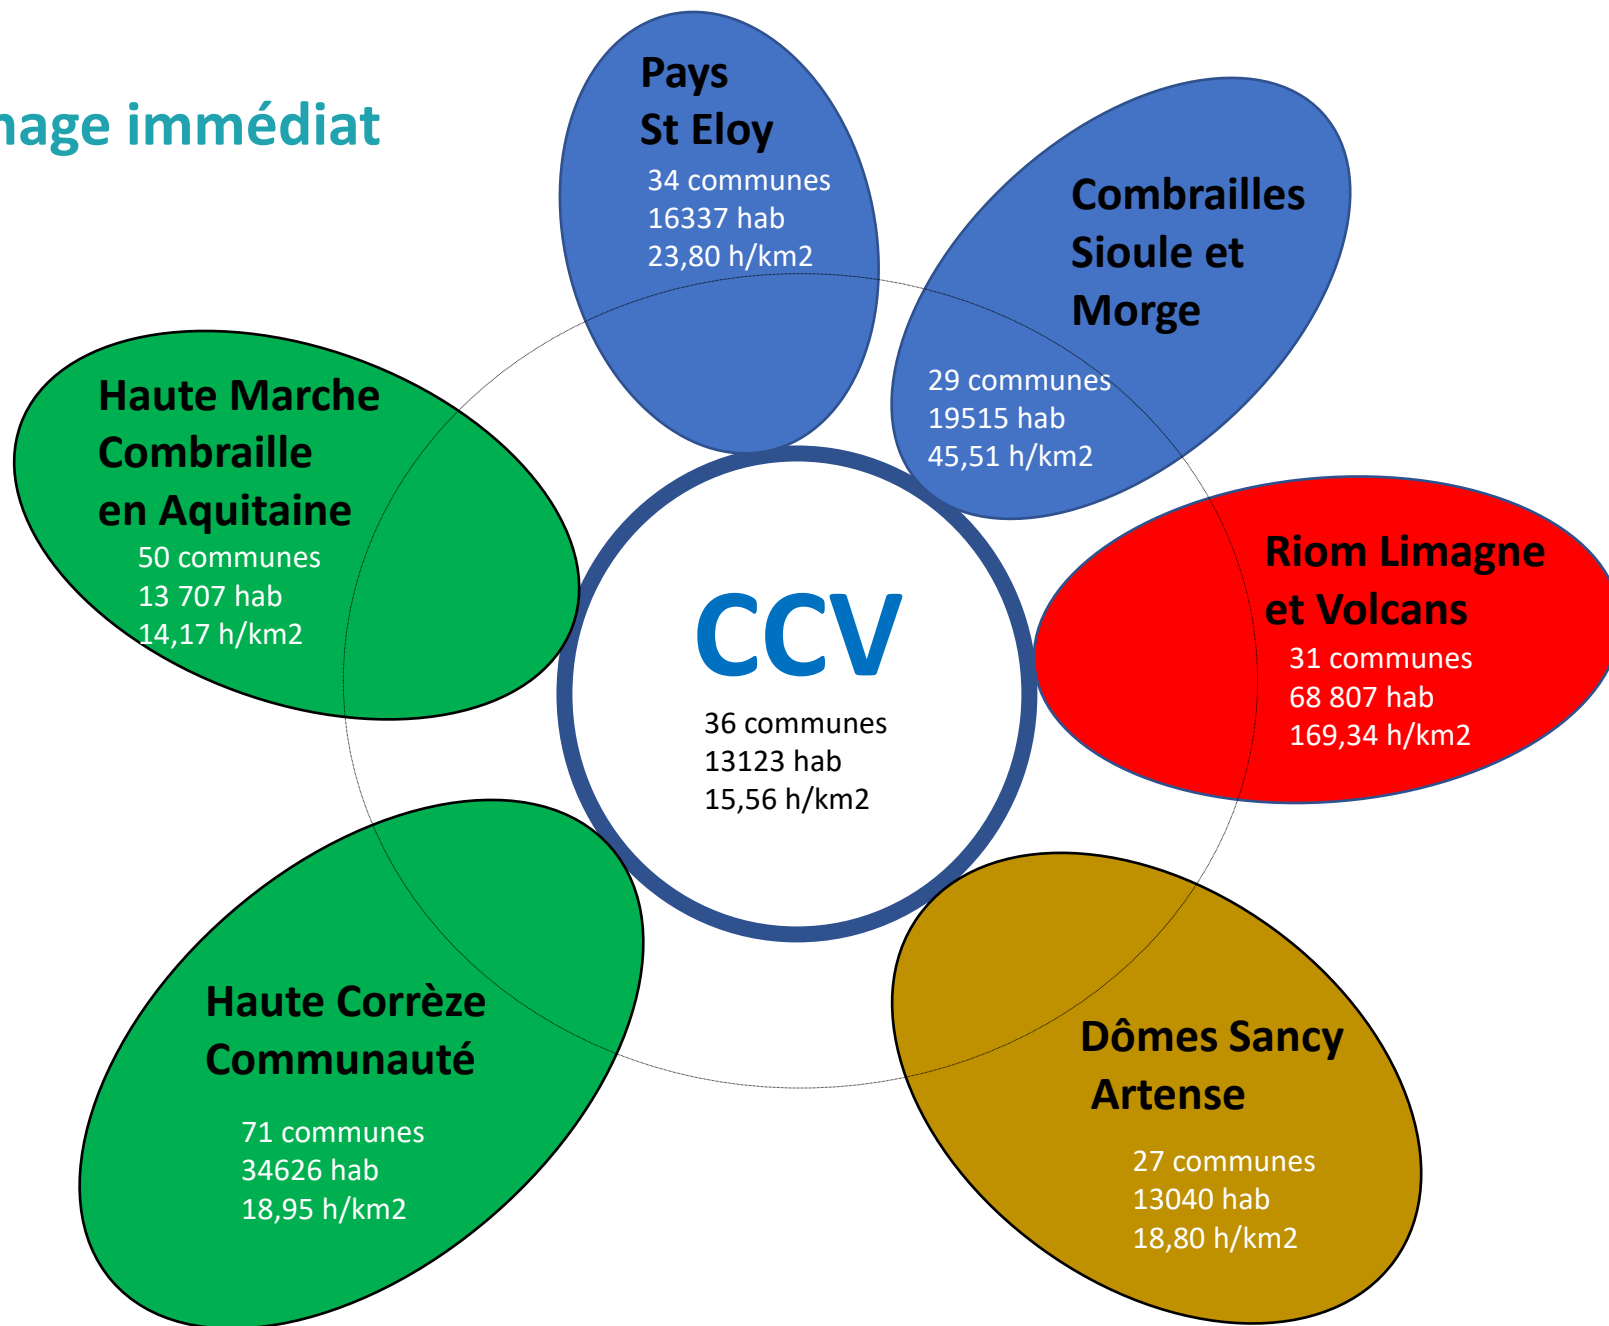 nage immédiat
Pays
St Eloy
34 communes
16337 hab
23,80 h/km2
Combrailles
Sioule et
Morge
29 communes
19515 hab
45,51 h/km2
Haute Marche
Combraille
en Aquitaine
50 communes
13 707 hab
14,17 h/km2
Riom Limagne
et Volcans
31 communes
68 807 hab
169,34 h/km2
CCV
36 communes
13123 hab
15,56 h/km2
Haute Corrèze
Communauté
71 communes
34626 hab
18,95 h/km2
Dômes Sancy
Artense
27 communes
13040 hab
18,80 h/km2